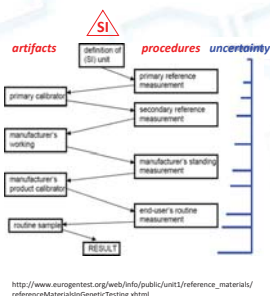 SI
artifacts procedures uncertainty
definition of
(SI) unit
primary reference
measurement
primary calibrator
secondary reference
measurement
manufacturer's
working
manufacturer's standing
measurement
manufacturer's
product calibrator
end-user's routine
measurement
routine sample
RESULT
http://www.eurogentest.org/web/info/public/unit1/reference_materials/
referenceMaterialsInGeneticTesting.xhtml